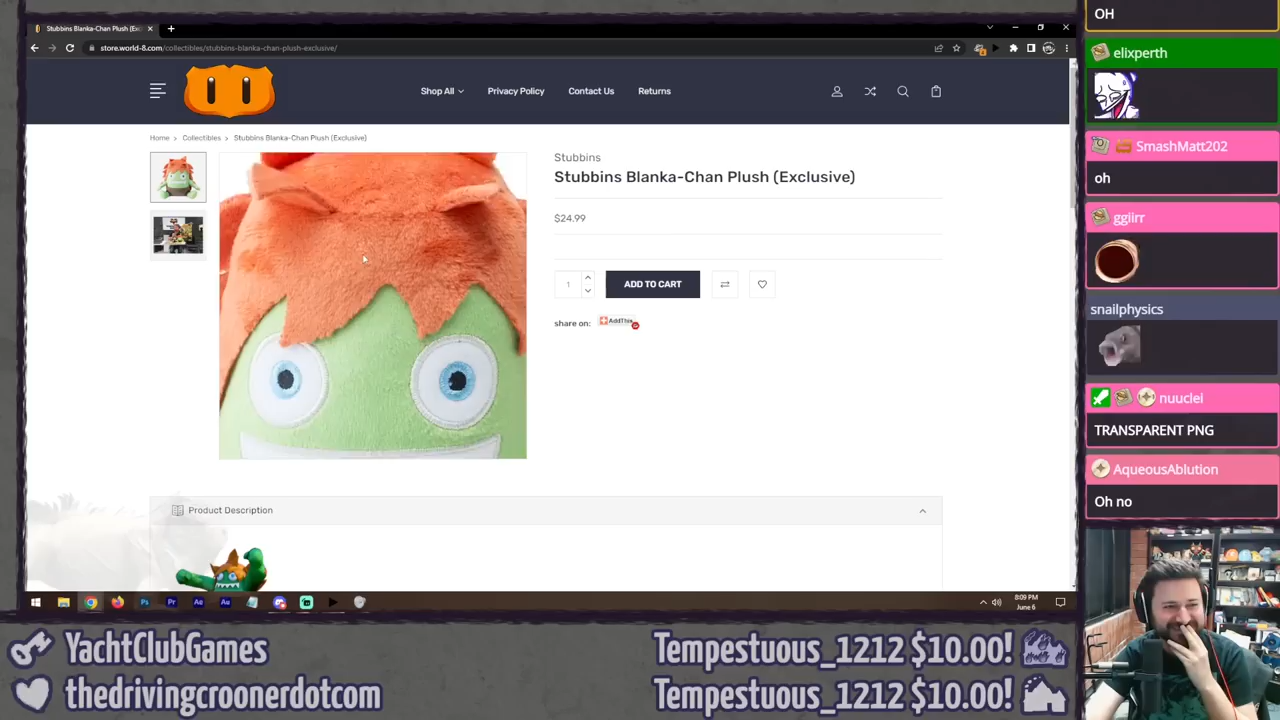 Stubbins Blanka-Chan Plush (Exc
store.world-8.com/collectibles/stubbins-blanka-chan-plush-exclusive/
Shop All
Privacy Policy
Contact Us
Returns
Home > Collectibles > Stubbins Blanka-Chan Plush (Exclusive)
Stubbins
Stubbins Blanka-Chan Plush (Exclusive)
$24.99
1
ADD TO CART
share on:
AddThis
Product Description
8:09 PM
June 6
OH
elixperth
SmashMatt202
oh
ggiirr
snailphysics
nuuclei
TRANSPARENT PNG
AqueousAblution
Oh no
YachtClubGames
thedrivingcroonerdotcom
Tempestuous_1212 $10.00!
Tempestuous_1212 $10.00!